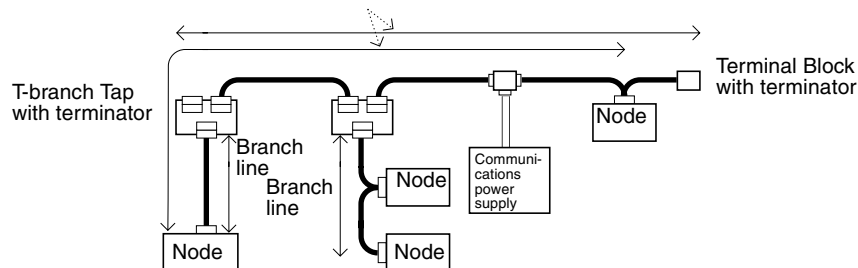 T-branch Tap
with terminator
Terminal Block
with terminator
Node
Branch
line
Branch
line
Communi-
cations
power
supply
Node
Node
Node